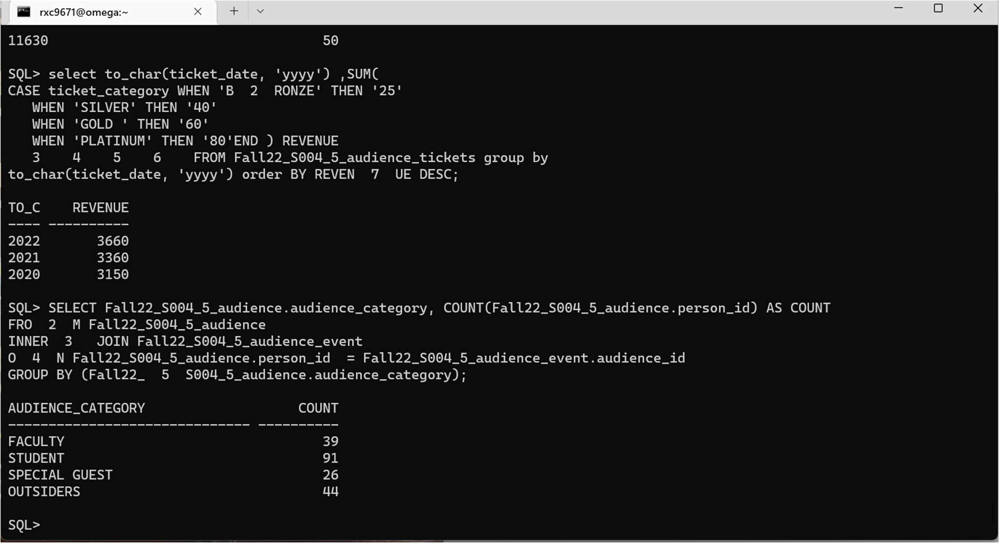 rxc9671@omega:~
11630                                                                    50
SQL> select to_char(ticket_date, 'yyyy') ,SUM(
CASE ticket_category WHEN 'B  2  RONZE' THEN '25'
   WHEN 'SILVER' THEN '40'
   WHEN 'GOLD ' THEN '60'
   WHEN 'PLATINUM' THEN '80'END ) REVENUE
   3    4    5    6    FROM Fall22_S004_5_audience_tickets group by
to_char(ticket_date, 'yyyy') order BY REVEN  7  UE DESC;
TO_C    REVENUE
---- ----------
2022       3660
2021       3360
2020       3150
SQL> SELECT Fall22_S004_5_audience.audience_category, COUNT(Fall22_S004_5_audience.person_id) AS COUNT
FRO  2  M Fall22_S004_5_audience
INNER  3   JOIN Fall22_S004_5_audience_event
O  4  N Fall22_S004_5_audience.person_id  = Fall22_S004_5_audience_event.audience_id
GROUP BY (Fall22_  5  S004_5_audience.audience_category);
AUDIENCE_CATEGORY                   COUNT
------------------------------ ----------
FACULTY                                39
STUDENT                                91
SPECIAL GUEST                          26
OUTSIDERS                              44
SQL>